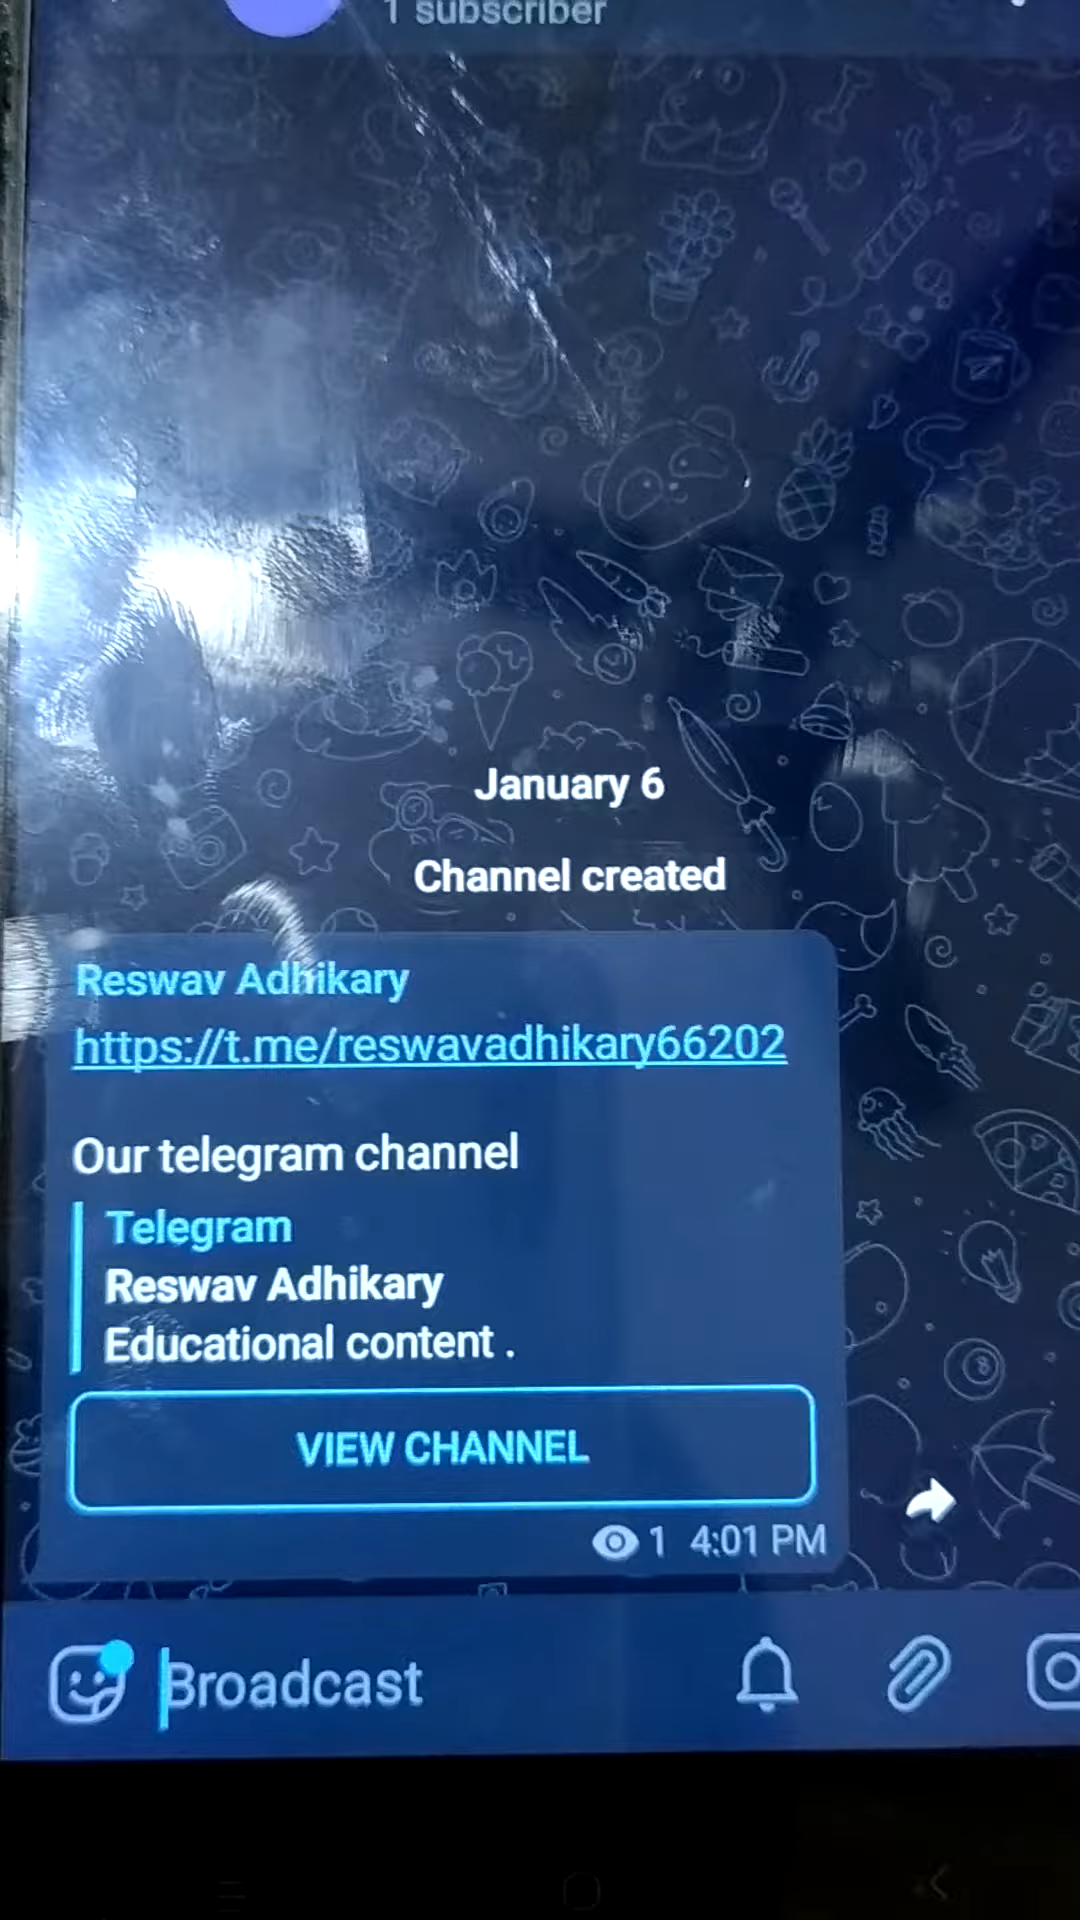 1 subscriber
January 6
Channel created
Reswav Adhikary
https://t.me/reswavadhikary66202
Our telegram channel
Telegram
Reswav Adhikary
Educational content .
VIEW CHANNEL
1 4:01 PM
Broadcast